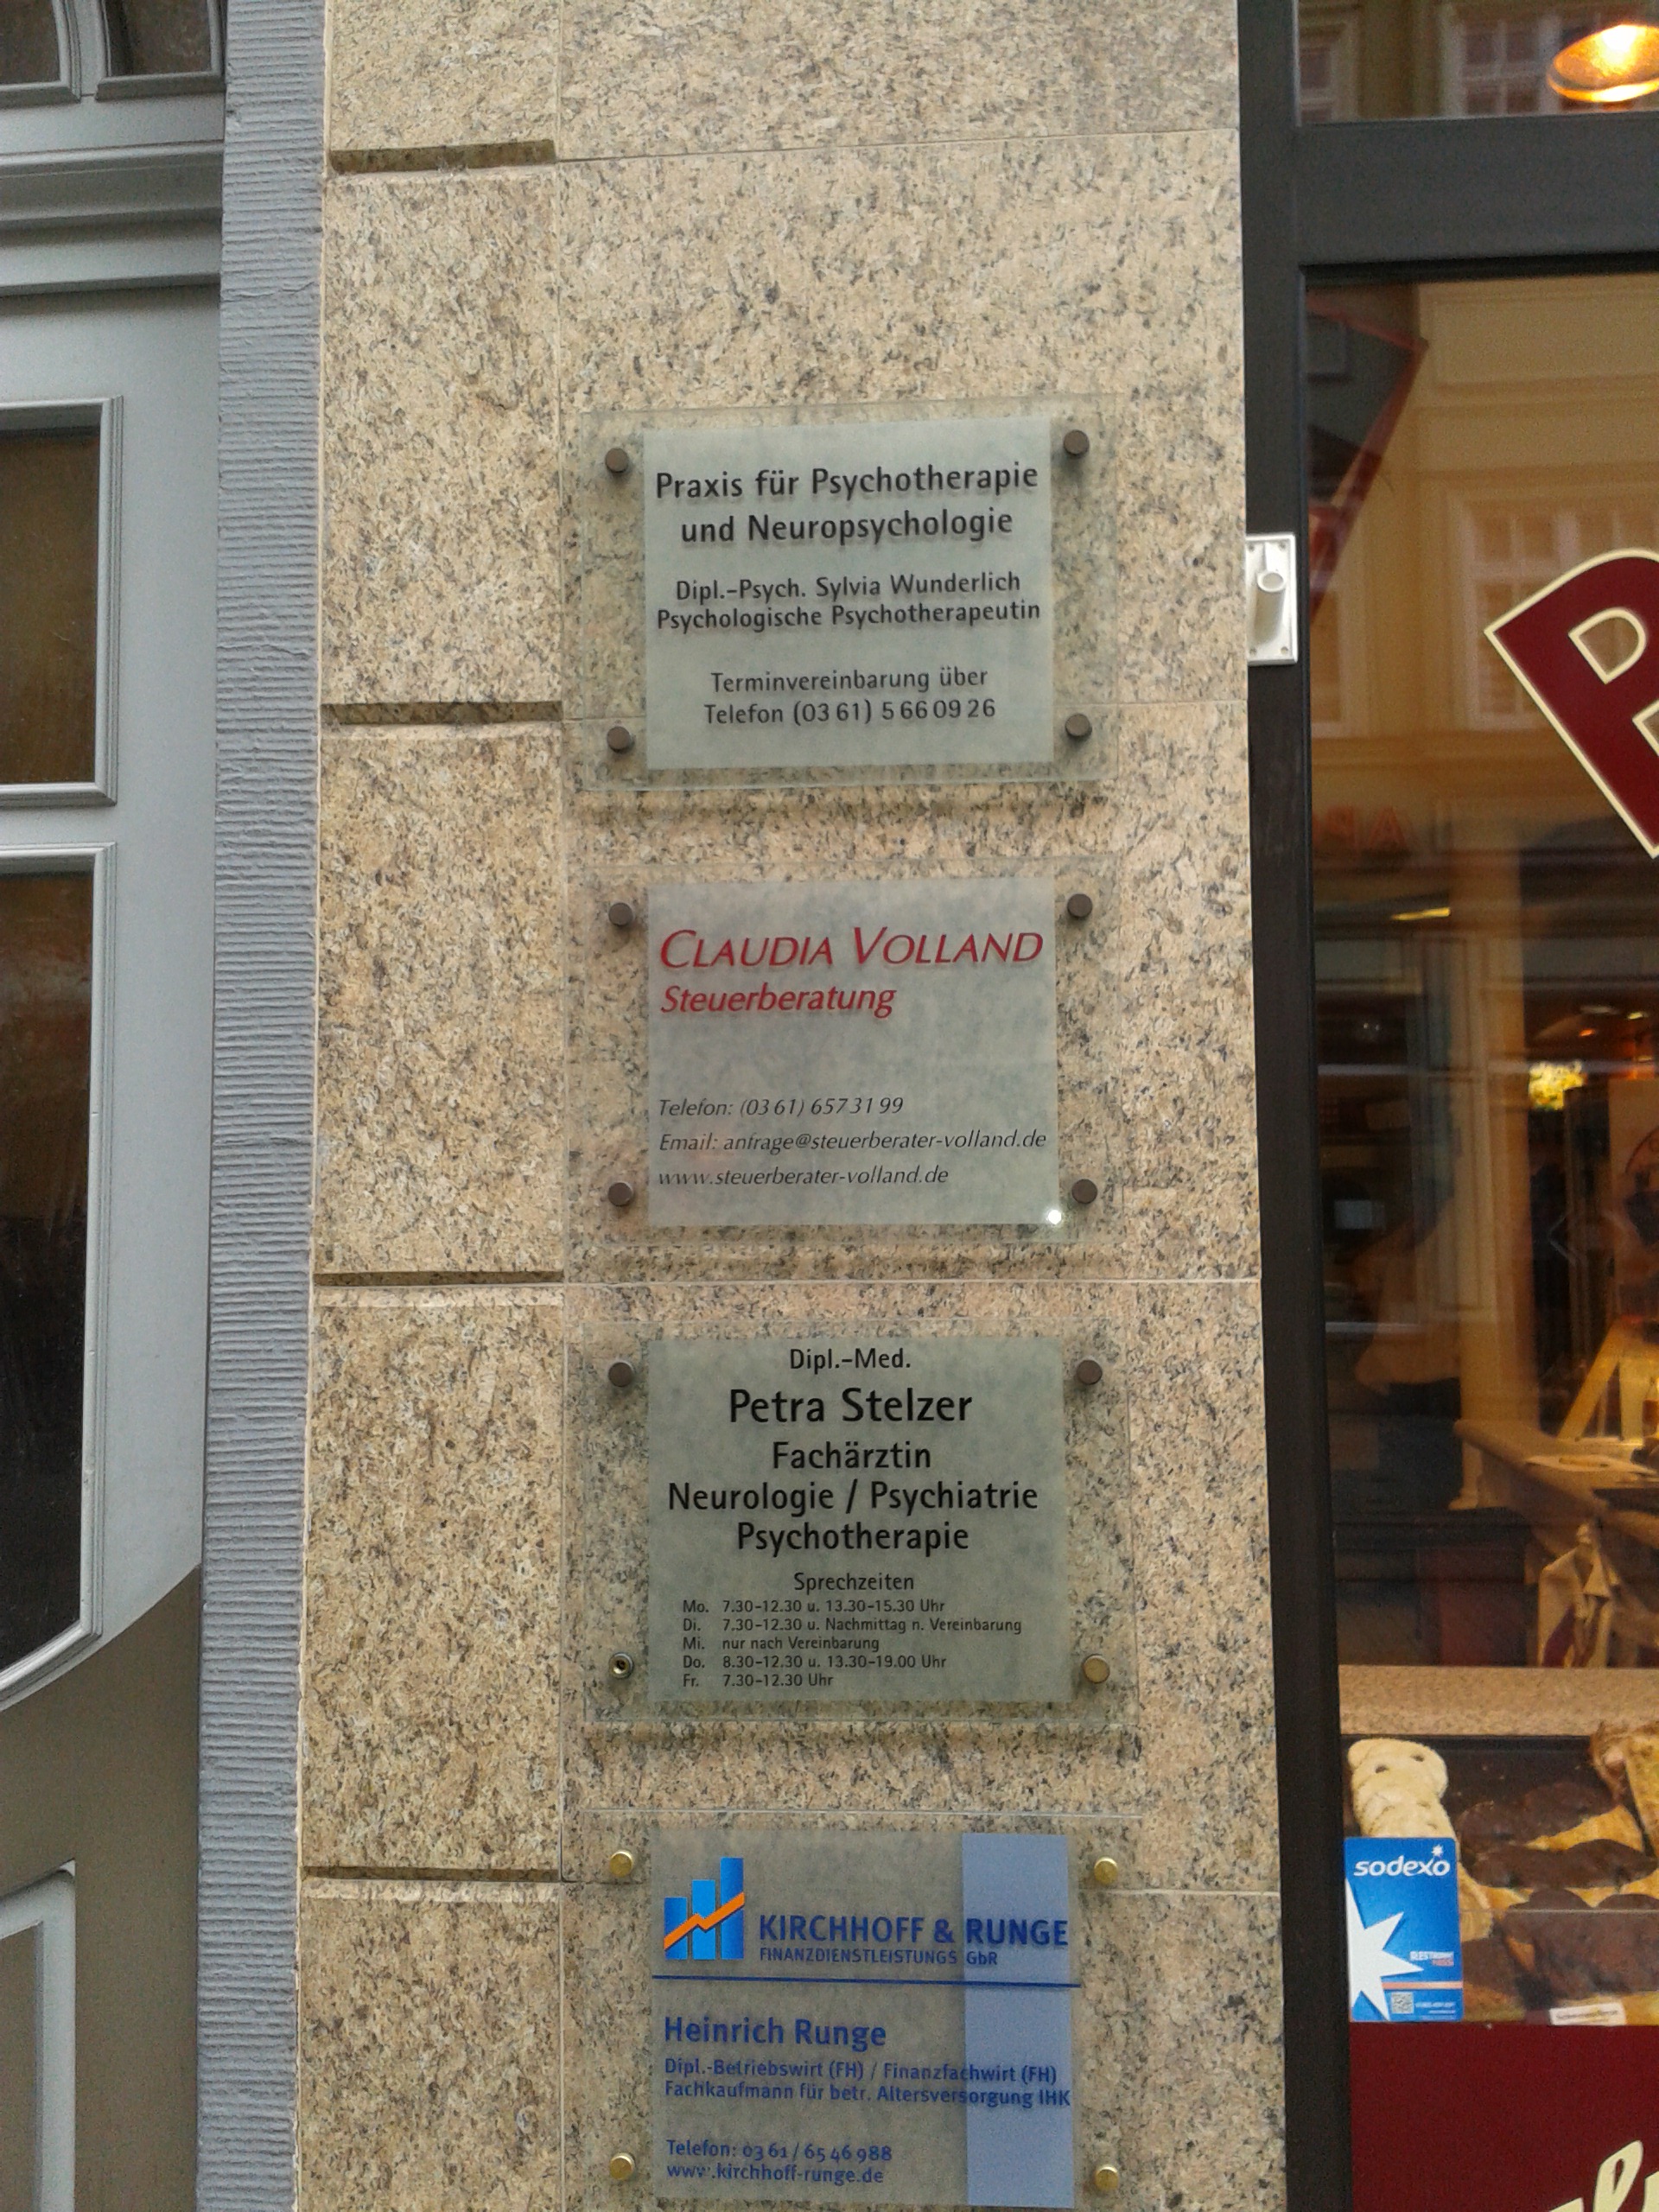 Praxis für Psychotherapie
und Neuropsychologie
Dipl.-Psych. Sylvia Wunderlich
Psychologische Psychotherapeutin
Terminvereinbarung über
Telefon (03 61) 5 66 09 26
CLAUDIA VOLLAND
Steuerberatung
Telefon: (03 61) 657 31 99
Email: anfrage@steuerberater-volland.de
www.steuerberater-volland.de
Dipl.-Med.
Petra Stelzer
Fachärztin
Neurologie / Psychiatrie
Psychotherapie
Sprechzeiten
Mo. 7.30-12.30 u. 13.30-15.30 Uhr
Di. 7.30-12.30 u. Nachmittag n. Vereinbarung
Mi. nur nach Vereinbarung
Do. 8.30-12.30 u. 13.30-19.00 Uhr
Fr. 7.30-12.30 Uhr
KIRCHHOFF & RUNGE
FINANZDIENSTLEISTUNGS GbR
Heinrich Runge
Dipl.-Betriebswirt (FH) / Finanzfachwirt (FH)
Fachkaufmann für betr. Altersversorgung IHK
Telefon: 03 61 / 65 46 988
www.kirchhoff-runge.de
P
sodexo